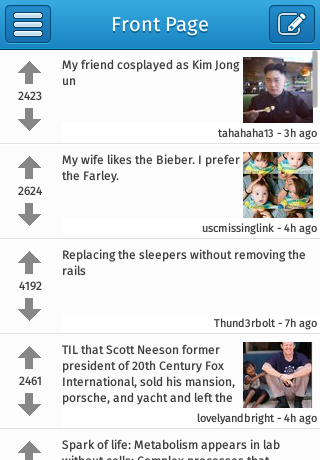 Front Page
My friend cosplayed as Kim Jong
un
2423
tahahaha13 - 3h ago
My wife likes the Bieber. I prefer
the Farley.
2624
uscmissinglink - 4h ago
Replacing the sleepers without removing the
rails
4192
Thund3rbolt - 7h ago
TIL that Scott Neeson former
president of 20th Century Fox
International, sold his mansion,
porsche, and yacht and left the
2461
lovelyandbright - 4h ago
Spark of life: Metabolism appears in lab
without cells: Complex processes that